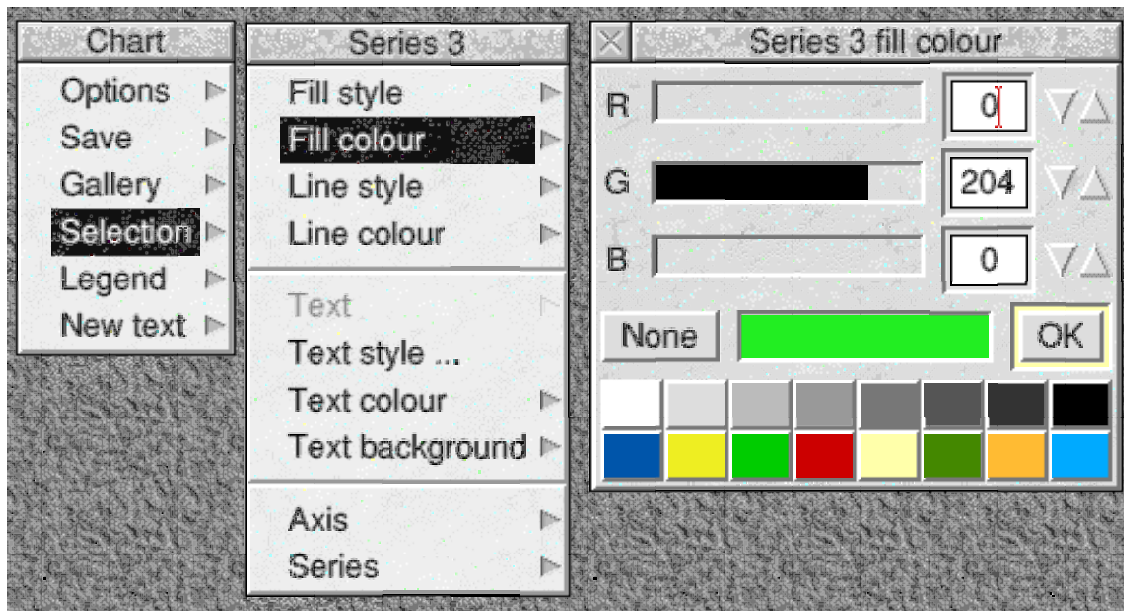 Chart
Options
Save
Gallery
Selection
Legend
New text
Series 3
Fill style
Fill colour
Line style
Line colour
Text
Text style ...
Text colour
Text background
Axis
Series
Series 3 fill colour
R 0
G 204
B 0
None OK